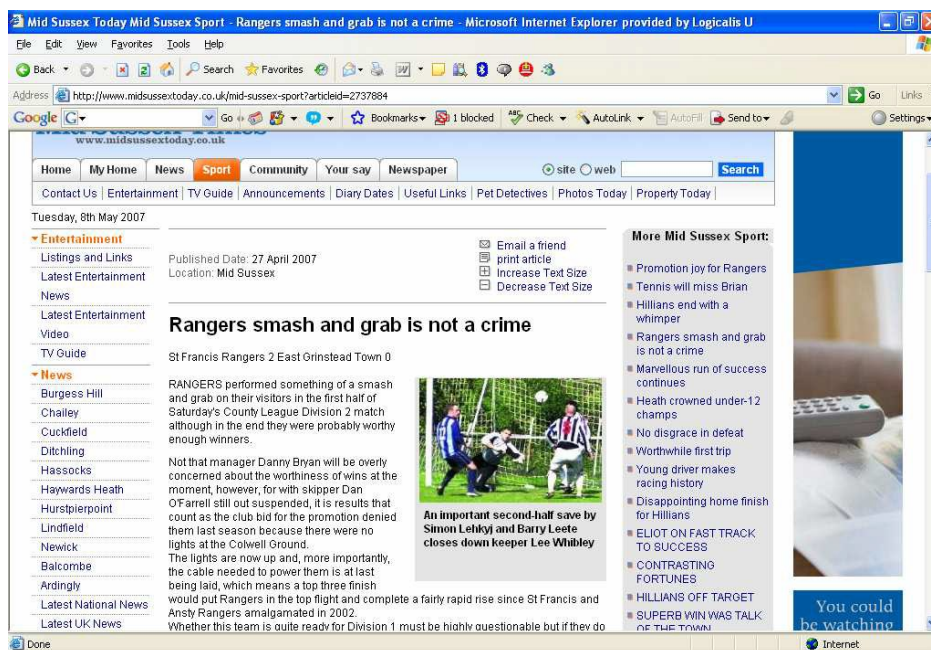 Mid Sussex Today Mid Sussex Sport - Rangers smash and grab is not a crime - Microsoft Internet Explorer provided by Logicalis U
File Edit View Favorites Tools Help
Back Search Favorites
Address http://www.midsussextoday.co.uk/mid-sussex-sport?articleid=2737884 Go Links
Google G Go Bookmarks 1 blocked ABC Check AutoLink AutoFill Send to Settings
www.midsussextoday.co.uk
Home My Home News Sport Community Your say Newspaper site web Search
Contact Us Entertainment TV Guide Announcements Diary Dates Useful Links Pet Detectives Photos Today Property Today
Tuesday, 8th May 2007
Entertainment
Listings and Links
Latest Entertainment
News
Latest Entertainment
Video
TV Guide
News
Burgess Hill
Chailey
Cuckfield
Ditchling
Hassocks
Haywards Heath
Hurstpierpoint
Lindfield
Newick
Balcombe
Ardingly
Latest National News
Latest UK News
Published Date: 27 April 2007
Location: Mid Sussex
Email a friend
print article
Increase Text Size
Decrease Text Size
Rangers smash and grab is not a crime
St Francis Rangers 2 East Grinstead Town 0
RANGERS performed something of a smash
and grab on their visitors in the first half of
Saturday's County League Division 2 match
although in the end they were probably worthy
enough winners.
Not that manager Danny Bryan will be overly
concerned about the worthiness of wins at the
moment, however, for with skipper Dan
O'Farrell still out suspended, it is results that
count as the club bid for the promotion denied
them last season because there were no
lights at the Colwell Ground.
The lights are now up and, more importantly,
the cable needed to power them is at last
being laid, which means a top three finish
would put Rangers in the top flight and complete a fairly rapid rise since St Francis and
Ansty Rangers amalgamated in 2002.
Whether this team is quite ready for Division 1 must be highly questionable but if they do
An important second-half save by
Simon Lehkyj and Barry Leete
closes down keeper Lee Whibley
More Mid Sussex Sport:
Promotion joy for Rangers
Tennis will miss Brian
Hillians end with a
whimper
Rangers smash and grab
is not a crime
Marvellous run of success
continues
Heath crowned under-12
champs
No disgrace in defeat
Worthwhile first trip
Young driver makes
racing history
Disappointing home finish
for Hillians
ELIOT ON FAST TRACK
TO SUCCESS
CONTRASTING
FORTUNES
HILLIANS OFF TARGET
SUPERB WIN WAS TALK
OF THE TOWN
You could
be watching
Done Internet